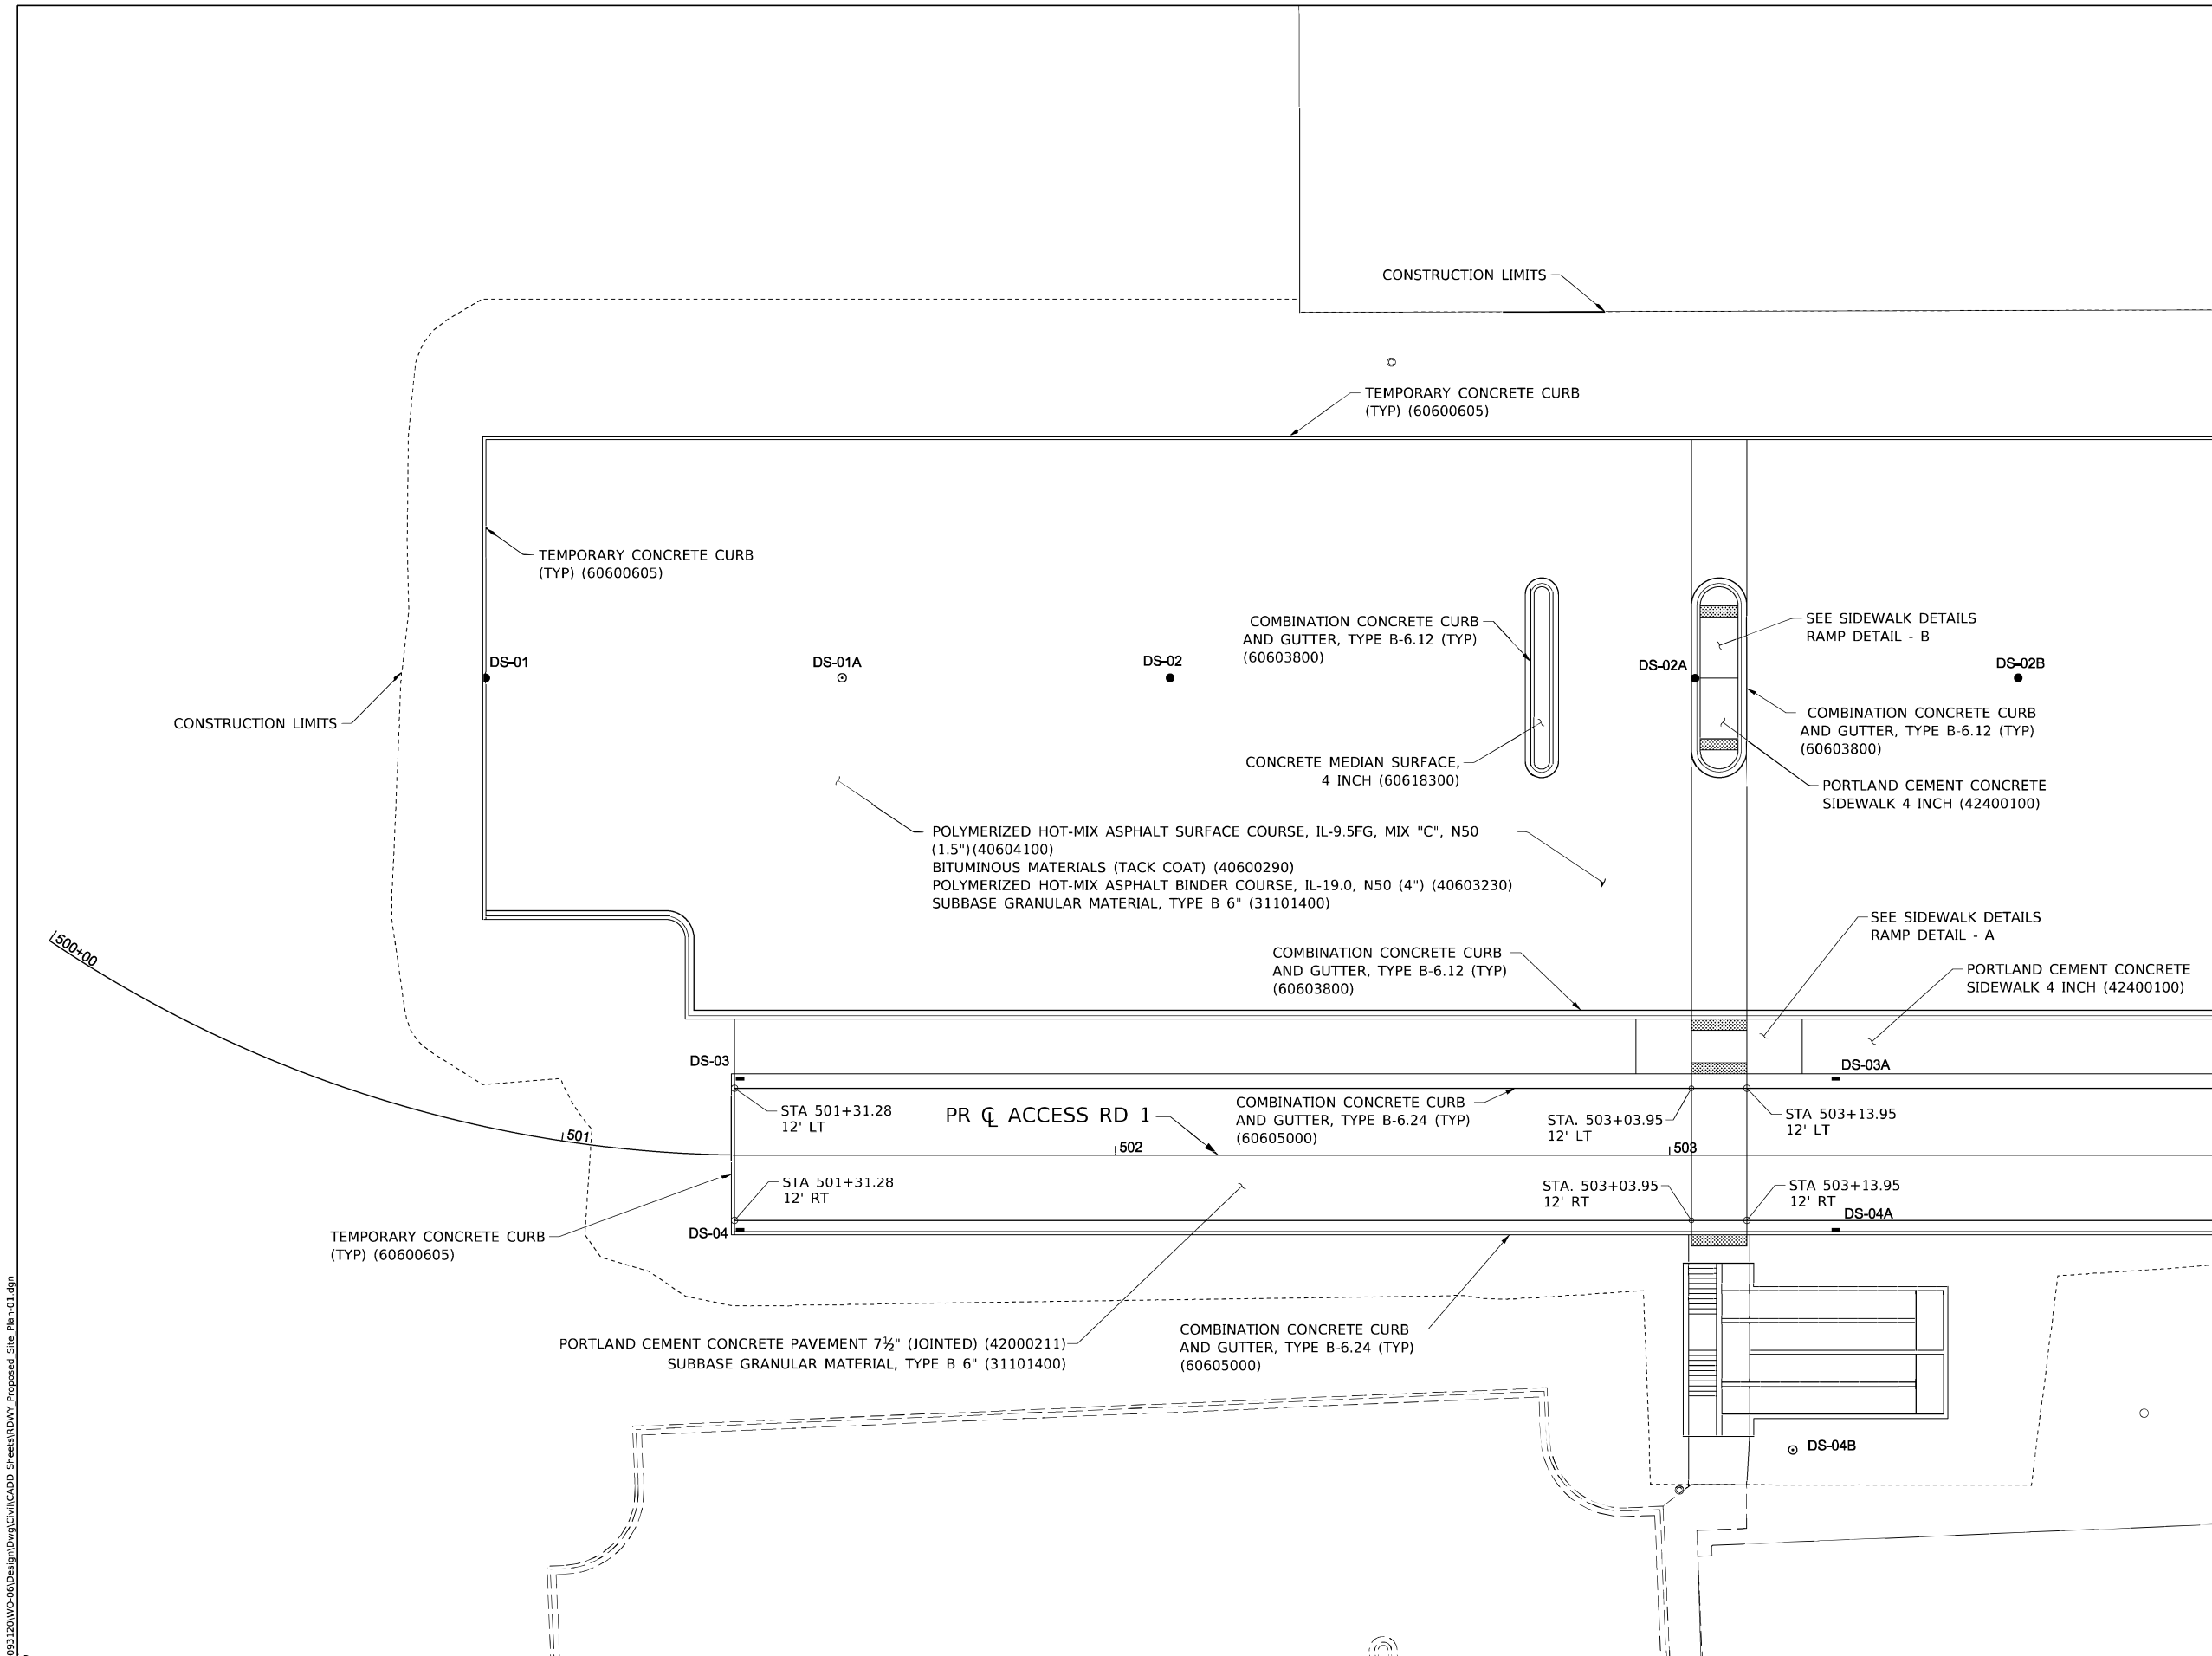 CONSTRUCTION LIMITS
TEMPORARY CONCRETE CURB
(TYP) (60600605)
TEMPORARY CONCRETE CURB
(TYP) (60600605)
COMBINATION CONCRETE CURB
AND GUTTER, TYPE B-6.12 (TYP)
(60603800)
SEE SIDEWALK DETAILS
RAMP DETAIL - B
DS-01
DS-01A
DS-02
DS-02A
DS-02B
CONSTRUCTION LIMITS
COMBINATION CONCRETE CURB
AND GUTTER, TYPE B-6.12 (TYP)
(60603800)
CONCRETE MEDIAN SURFACE,
4 INCH (60618300)
PORTLAND CEMENT CONCRETE
SIDEWALK 4 INCH (42400100)
POLYMERIZED HOT-MIX ASPHALT SURFACE COURSE, IL-9.5FG, MIX "C", N50
(1.5")(40604100)
BITUMINOUS MATERIALS (TACK COAT) (40600290)
POLYMERIZED HOT-MIX ASPHALT BINDER COURSE, IL-19.0, N50 (4") (40603230)
SUBBASE GRANULAR MATERIAL, TYPE B 6" (31101400)
SEE SIDEWALK DETAILS
RAMP DETAIL - A
500+00
COMBINATION CONCRETE CURB
AND GUTTER, TYPE B-6.12 (TYP)
(60603800)
PORTLAND CEMENT CONCRETE
SIDEWALK 4 INCH (42400100)
DS-03
DS-03A
STA 501+31.28
12' LT
PR ℄ ACCESS RD 1
COMBINATION CONCRETE CURB
AND GUTTER, TYPE B-6.24 (TYP)
(60605000)
STA. 503+03.95
12' LT
STA 503+13.95
12' LT
501
502
503
STA 501+31.28
12' RT
STA. 503+03.95
12' RT
STA 503+13.95
12' RT
DS-04
DS-04A
TEMPORARY CONCRETE CURB
(TYP) (60600605)
PORTLAND CEMENT CONCRETE PAVEMENT 7½" (JOINTED) (42000211)
SUBBASE GRANULAR MATERIAL, TYPE B 6" (31101400)
COMBINATION CONCRETE CURB
AND GUTTER, TYPE B-6.24 (TYP)
(60605000)
DS-04B
093120\WO-06\Design\Dwg\Civil\CADD Sheets\RDWY_Proposed_Site_Plan-01.dgn